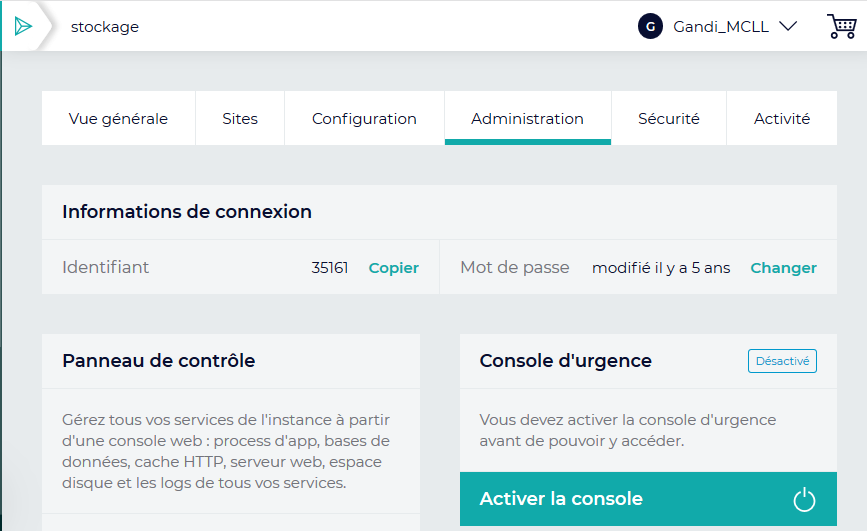 stockage
G Gandi_MCLL
Vue générale Sites Configuration Administration Sécurité Activité
Informations de connexion
Identifiant 35161 Copier Mot de passe modifié il y a 5 ans Changer
Panneau de contrôle
Gérez tous vos services de l'instance à partir
d'une console web : process d'app, bases de
données, cache HTTP, serveur web, espace
disque et les logs de tous vos services.
Console d'urgence Désactivé
Vous devez activer la console d'urgence
avant de pouvoir y accéder.
Activer la console